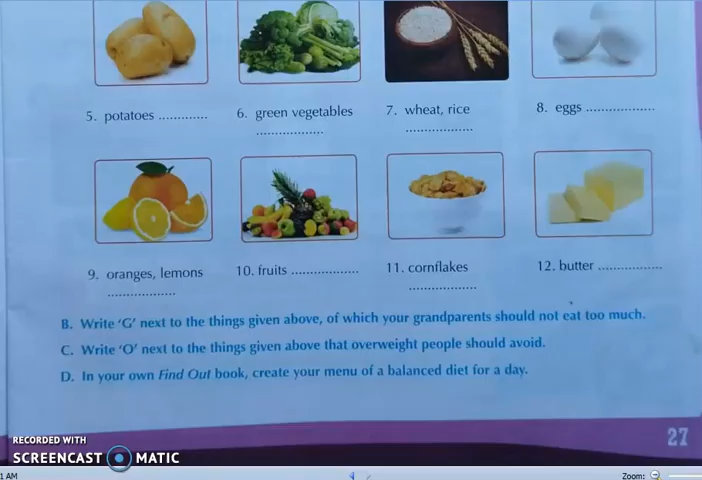 5. potatoes .............
6. green vegetables
..................
7. wheat, rice
..................
8. eggs ..................
9. oranges, lemons
..................
10. fruits ..................
11. cornflakes
..................
12. butter .................
B. Write ‘G’ next to the things given above, of which your grandparents should not eat too much.
C. Write ‘O’ next to the things given above that overweight people should avoid.
D. In your own Find Out book, create your menu of a balanced diet for a day.
27
RECORDED WITH
SCREENCAST MATIC
1 AM
Zoom: